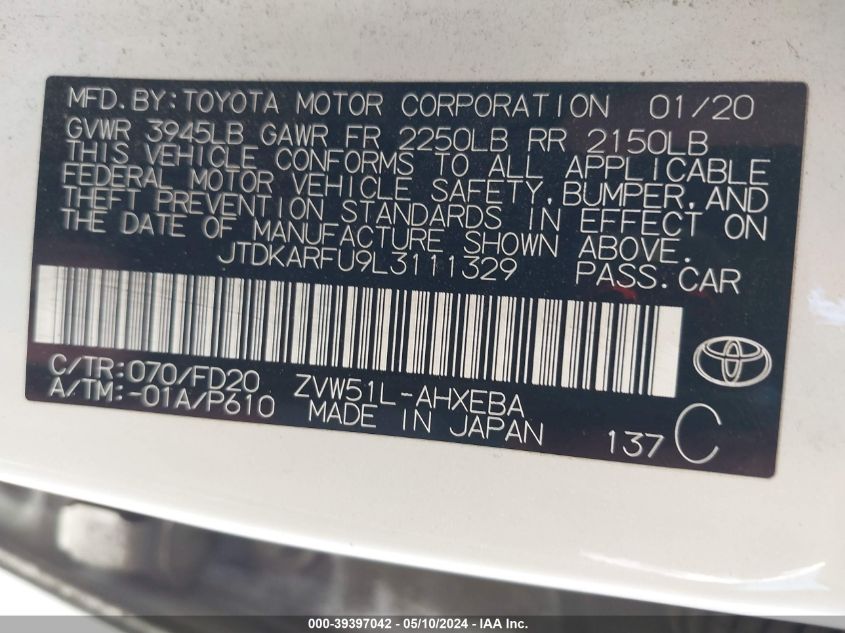 MFD.BY:TOYOTA MOTOR CORPORATION 01/20
GVWR 3945LB GAWR FR 2250LB RR 2150LB
THIS VEHICLE CONFORMS TO ALL APPLICABLE
FEDERAL MOTOR VEHICLE SAFETY,BUMPER,AND
THEFT PREVENTION STANDARDS IN EFFECT ON
THE DATE OF MANUFACTURE SHOWN ABOVE.
JTDKARFU9L3111329 PASS.CAR
C/TR:070/FD20 ZVW51L-AHXEBA
A/TM:-01A/P610 MADE IN JAPAN 137 C
000-39397042 - 05/10/2024 - IAA Inc.